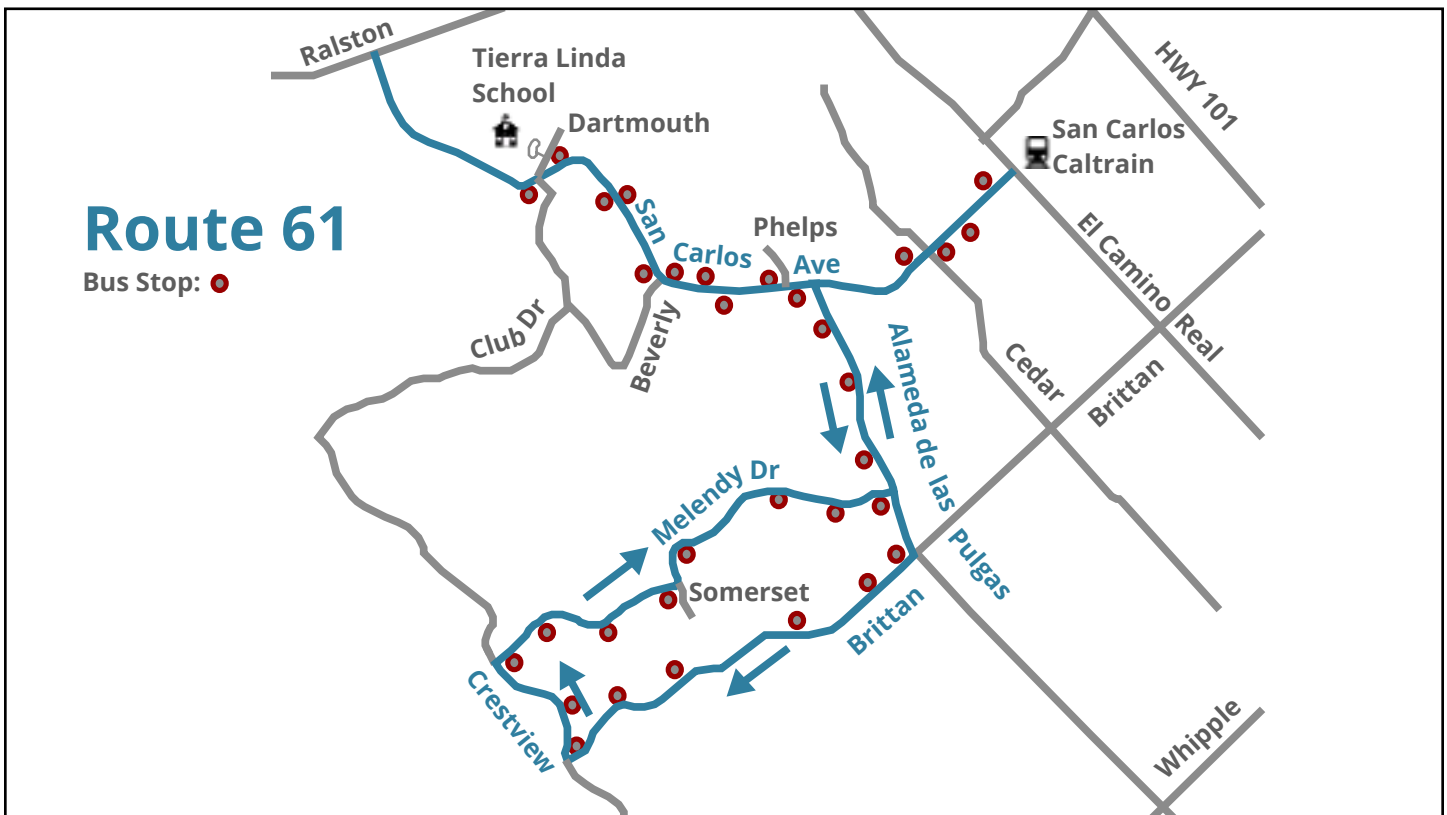 Ralston
Tierra Linda
School
Dartmouth
HWY 101
San Carlos
Caltrain
Route 61
Bus Stop:
San
Carlos
Ave
Phelps
El Camino Real
Club Dr
Beverly
Alameda de las Pulgas
Cedar
Brittan
Melendy Dr
Somerset
Brittan
Crestview
Whipple